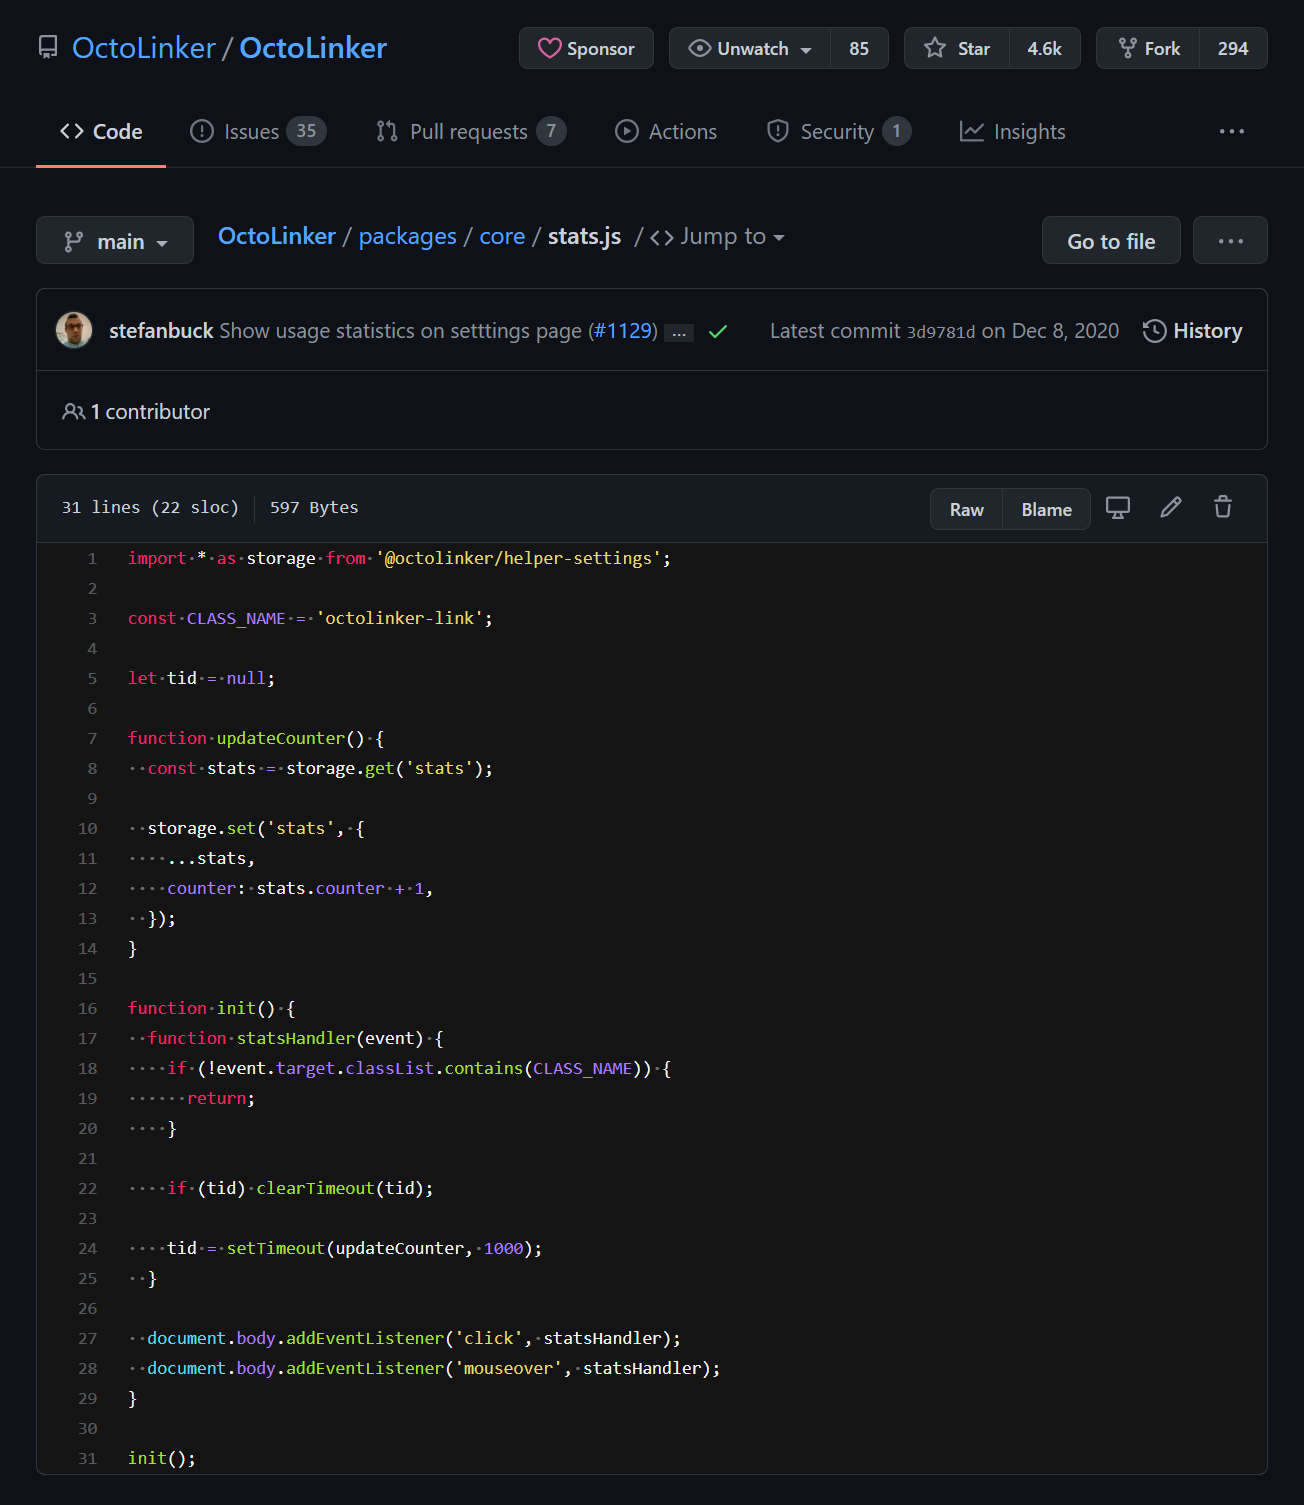 OctoLinker / OctoLinker Sponsor Unwatch 85 Star 4.6k Fork 294
Code Issues 35 Pull requests 7 Actions Security 1 Insights ...
main OctoLinker / packages / core / stats.js / <> Jump to Go to file ...
stefanbuck Show usage statistics on setttings page (#1129) ... Latest commit 3d9781d on Dec 8, 2020 History
1 contributor
31 lines (22 sloc) 597 Bytes Raw Blame
1 import·*·as·storage·from·'@octolinker/helper-settings';
2
3 const·CLASS_NAME·=·'octolinker-link';
4
5 let·tid·=·null;
6
7 function·updateCounter()·{
8 ··const·stats·=·storage.get('stats');
9
10 ··storage.set('stats',·{
11 ····...stats,
12 ····counter:·stats.counter·+·1,
13 ··});
14 }
15
16 function·init()·{
17 ··function·statsHandler(event)·{
18 ····if·(!event.target.classList.contains(CLASS_NAME))·{
19 ······return;
20 ····}
21
22 ····if·(tid)·clearTimeout(tid);
23
24 ····tid·=·setTimeout(updateCounter,·1000);
25 ··}
26
27 ··document.body.addEventListener('click',·statsHandler);
28 ··document.body.addEventListener('mouseover',·statsHandler);
29 }
30
31 init();